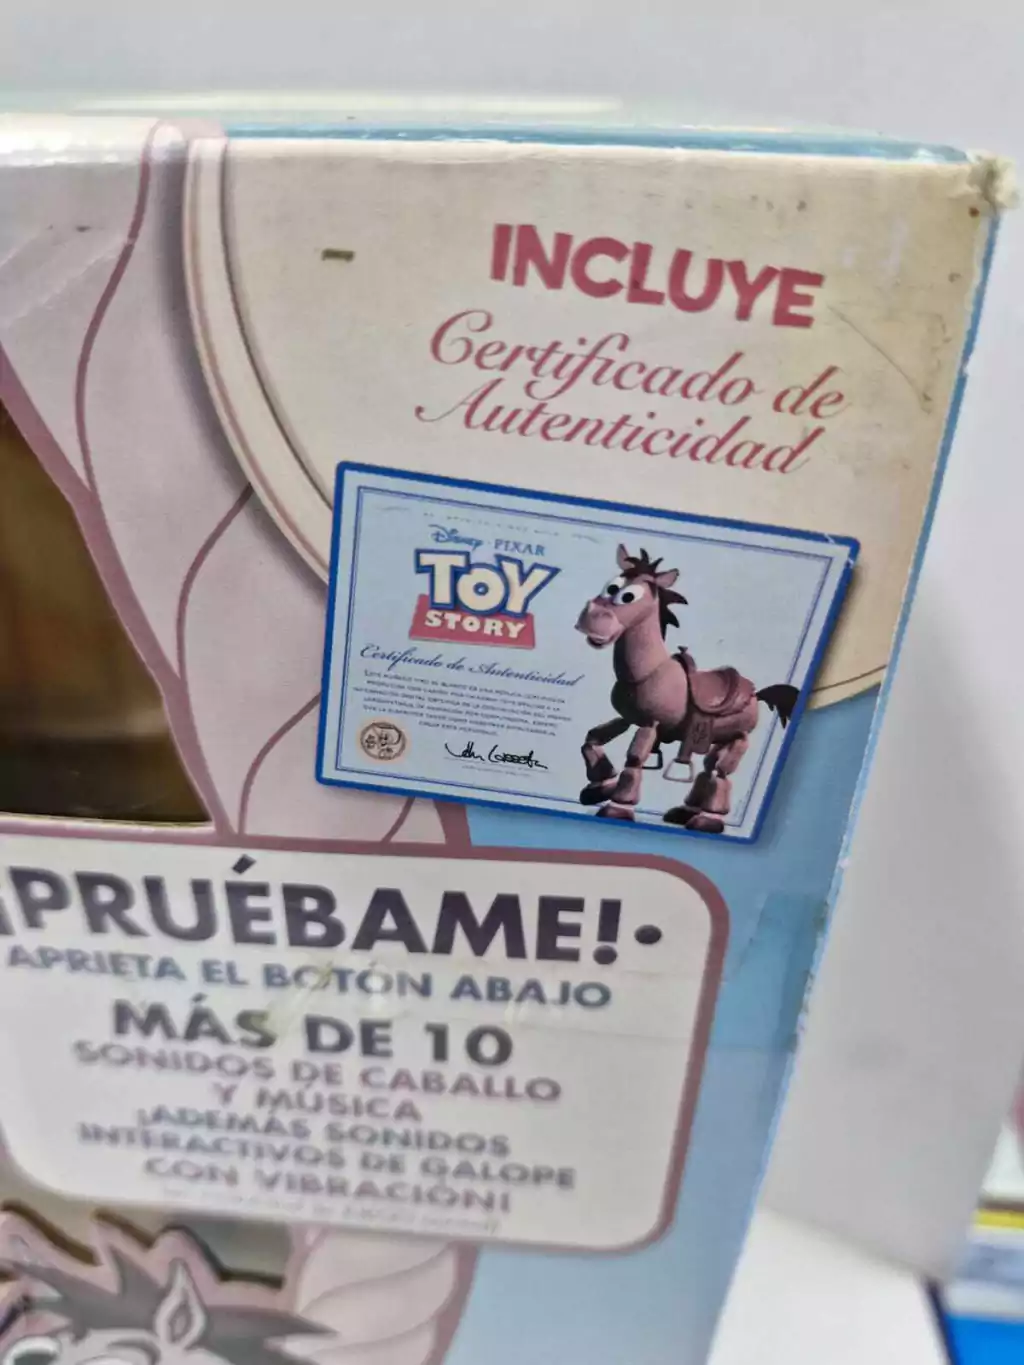 INCLUYE
Certificado de
Autenticidad
Disney · PIXAR
TOY
STORY
Certificado de Autenticidad
¡PRUÉBAME!
APRIETA EL BOTÓN ABAJO
MÁS DE 10
SONIDOS DE CABALLO
Y MÚSICA
¡ADEMÁS SONIDOS
INTERACTIVOS DE GALOPE
CON VIBRACIÓN!